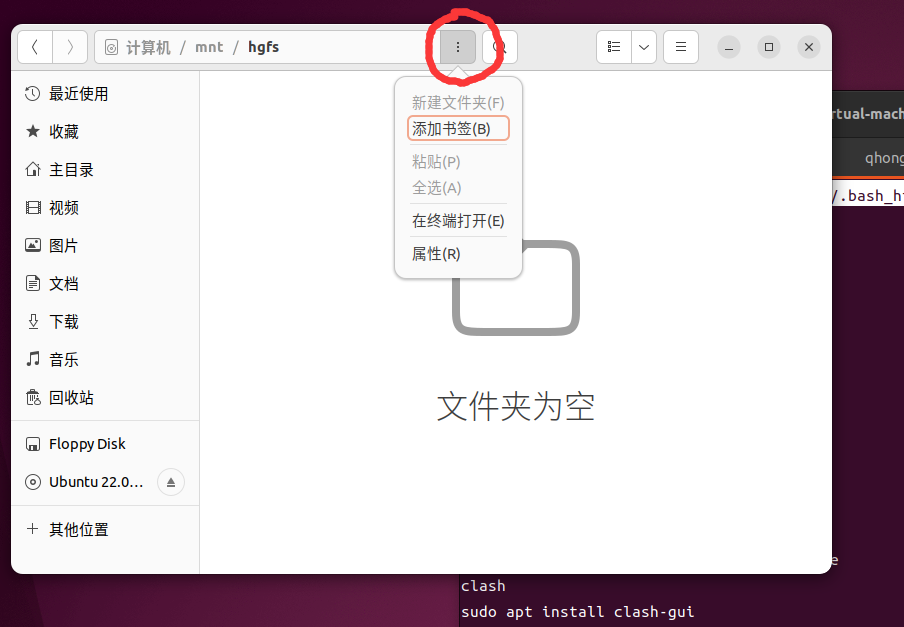 计算机 / mnt / hgfs
最近使用
收藏
主目录
视频
图片
文档
下载
音乐
回收站
Floppy Disk
Ubuntu 22.0…
其他位置
新建文件夹(F)
添加书签(B)
粘贴(P)
全选(A)
在终端打开(E)
属性(R)
文件夹为空
rtual-mach
qhong
/.bash_h
e
clash
sudo apt install clash-gui